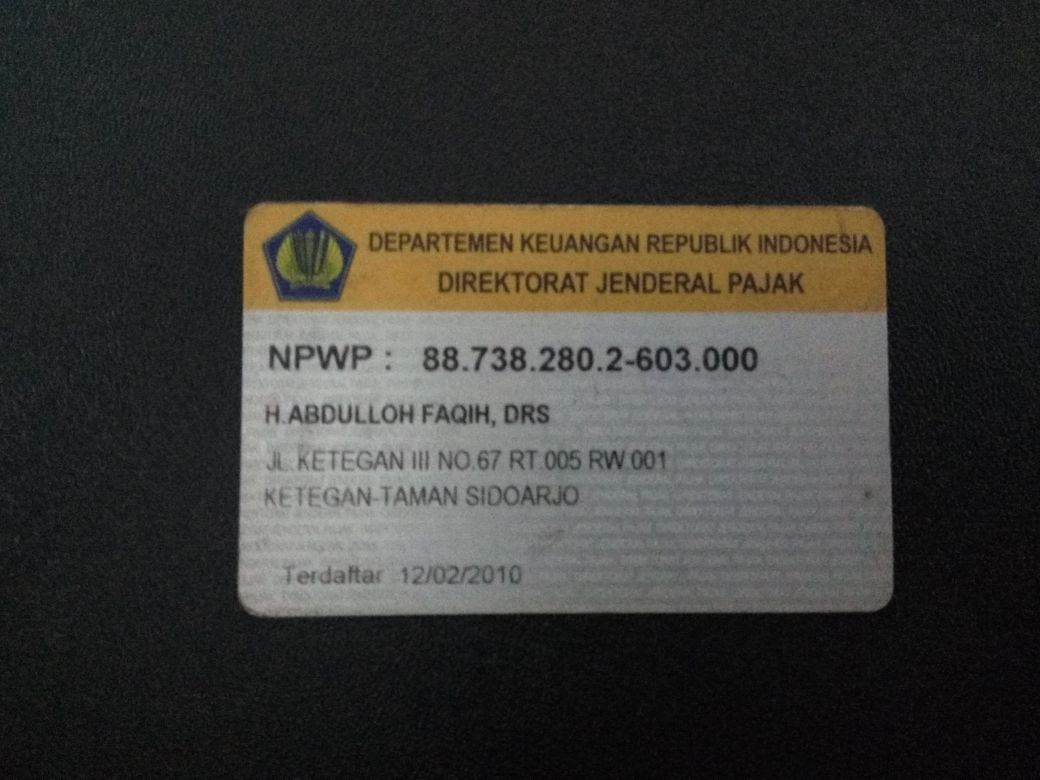 DEPARTEMEN KEUANGAN REPUBLIK INDONESIA
DIREKTORAT JENDERAL PAJAK
NPWP : 88.738.280.2-603.000
H.ABDULLOH FAQIH, DRS
JL.KETEGAN III NO.67 RT.005 RW.001
KETEGAN-TAMAN SIDOARJO
Terdaftar 12/02/2010